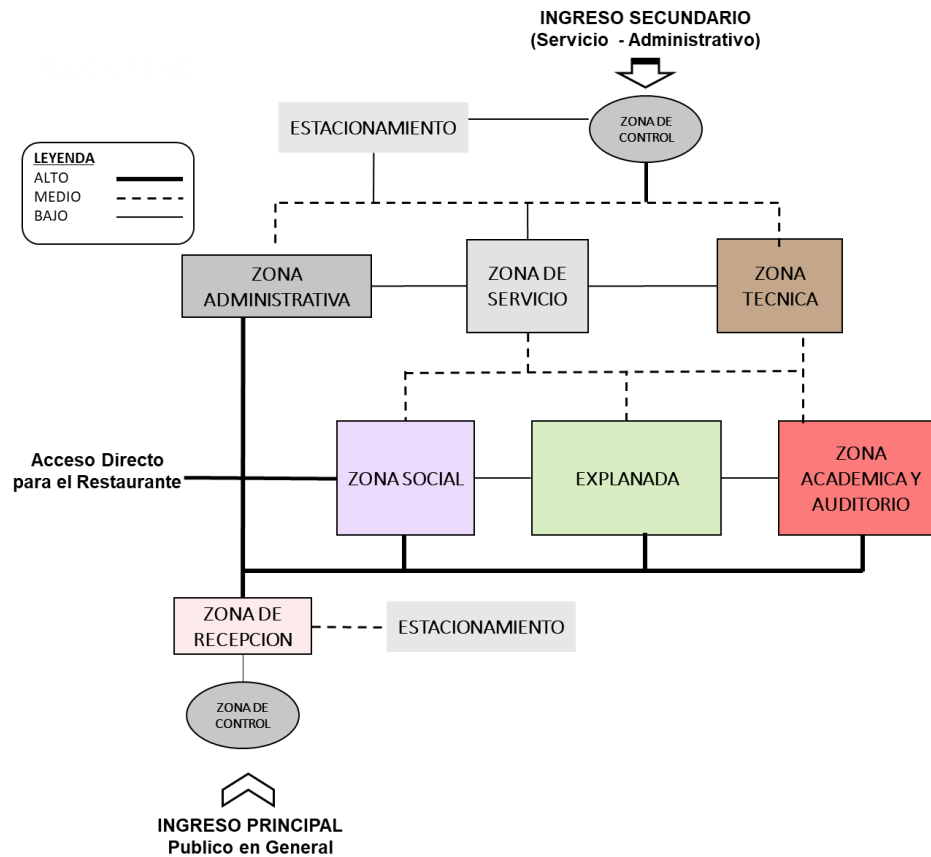 INGRESO SECUNDARIO
(Servicio - Administrativo)
ESTACIONAMIENTO
ZONA DE
CONTROL
LEYENDA
ALTO
MEDIO
BAJO
ZONA
ADMINISTRATIVA
ZONA DE
SERVICIO
ZONA
TECNICA
Acceso Directo
para el Restaurante
ZONA SOCIAL
EXPLANADA
ZONA
ACADEMICA Y
AUDITORIO
ZONA DE
RECEPCION
ESTACIONAMIENTO
ZONA DE
CONTROL
INGRESO PRINCIPAL
Publico en General